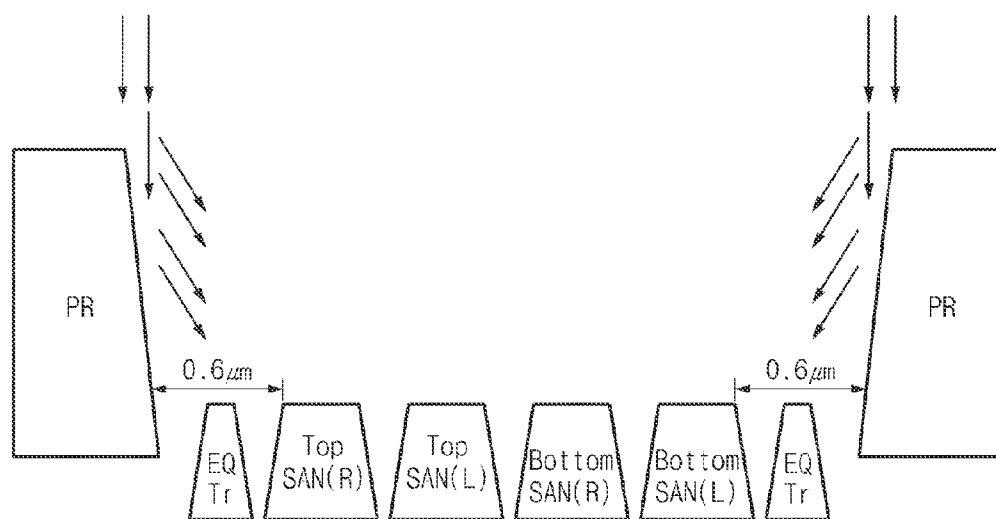 PR
PR
0.6μm
0.6μm
EQ
Tr
Top
SAN(R)
Top
SAN(L)
Bottom
SAN(R)
Bottom
SAN(L)
EQ
Tr